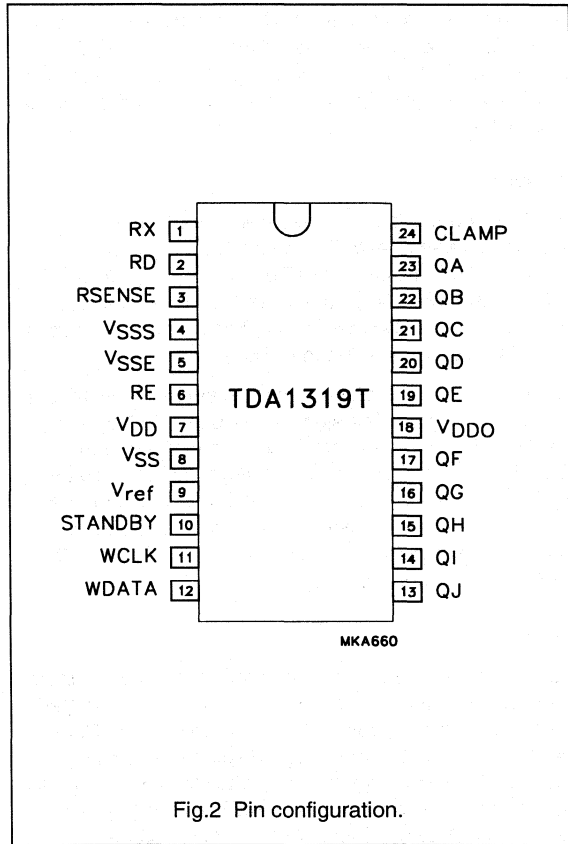 RX 1 24 CLAMP
RD 2 23 QA
RSENSE 3 22 QB
VSSS 4 21 QC
VSSE 5 20 QD
RE 6 TDA1319T 19 QE
VDD 7 18 VDDO
VSS 8 17 QF
Vref 9 16 QG
STANDBY 10 15 QH
WCLK 11 14 QI
WDATA 12 13 QJ
MKA660
Fig.2 Pin configuration.